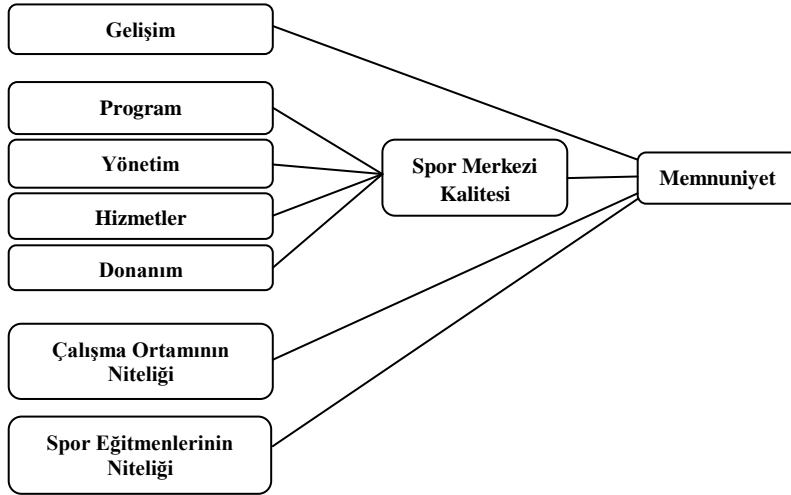 Gelişim
Program
Yönetim
Hizmetler
Donanım
Çalışma Ortamının
Niteliği
Spor Eğitmenlerinin
Niteliği
Spor Merkezi
Kalitesi
Memnuniyet